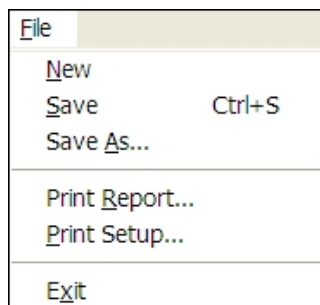 File
New
Save Ctrl+S
Save As...
Print Report...
Print Setup...
Exit